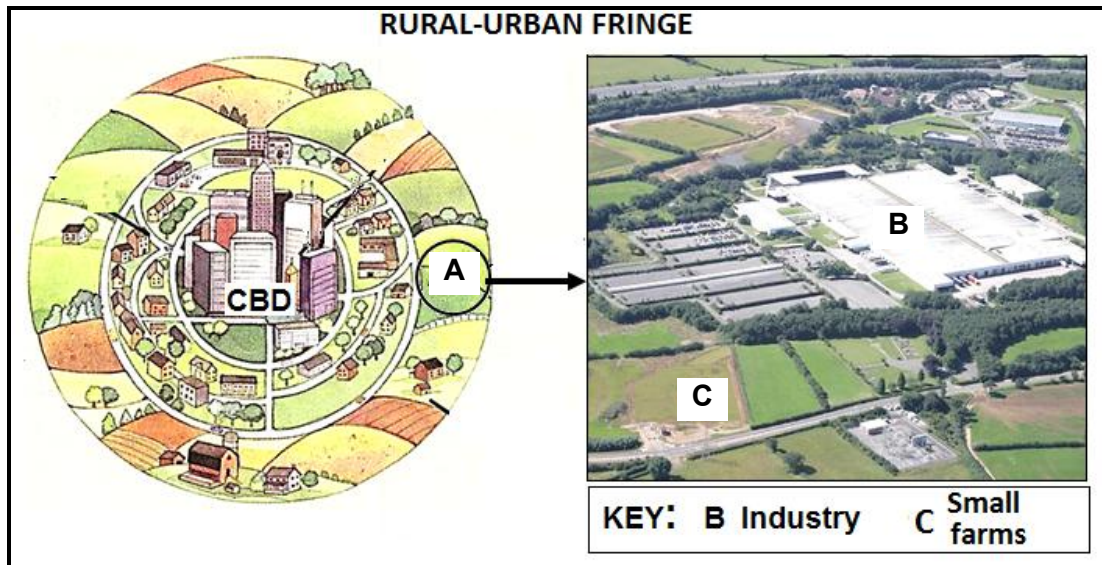 RURAL-URBAN FRINGE
CBD
A
B
C
KEY: B Industry C Small
farms